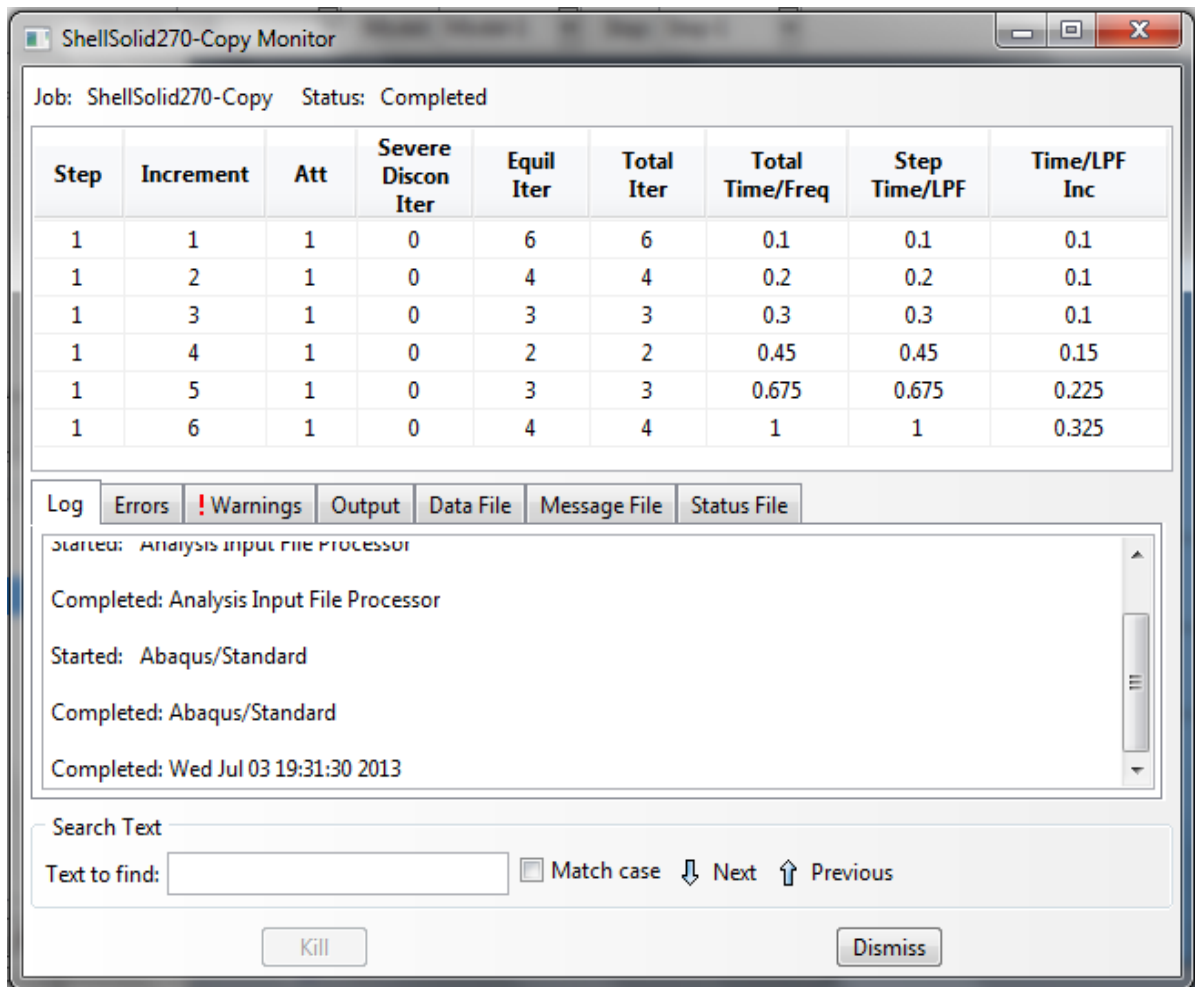 ShellSolid270-Copy Monitor
Job: ShellSolid270-Copy Status: Completed
Step Increment Att Severe Discon Iter Equil Iter Total Iter Total Time/Freq Step Time/LPF Time/LPF Inc
1 1 1 0 6 6 0.1 0.1 0.1
1 2 1 0 4 4 0.2 0.2 0.1
1 3 1 0 3 3 0.3 0.3 0.1
1 4 1 0 2 2 0.45 0.45 0.15
1 5 1 0 3 3 0.675 0.675 0.225
1 6 1 0 4 4 1 1 0.325
Log Errors ! Warnings Output Data File Message File Status File
Started: Analysis Input File Processor
Completed: Analysis Input File Processor
Started: Abaqus/Standard
Completed: Abaqus/Standard
Completed: Wed Jul 03 19:31:30 2013
Search Text
Text to find: Match case Next Previous
Kill Dismiss